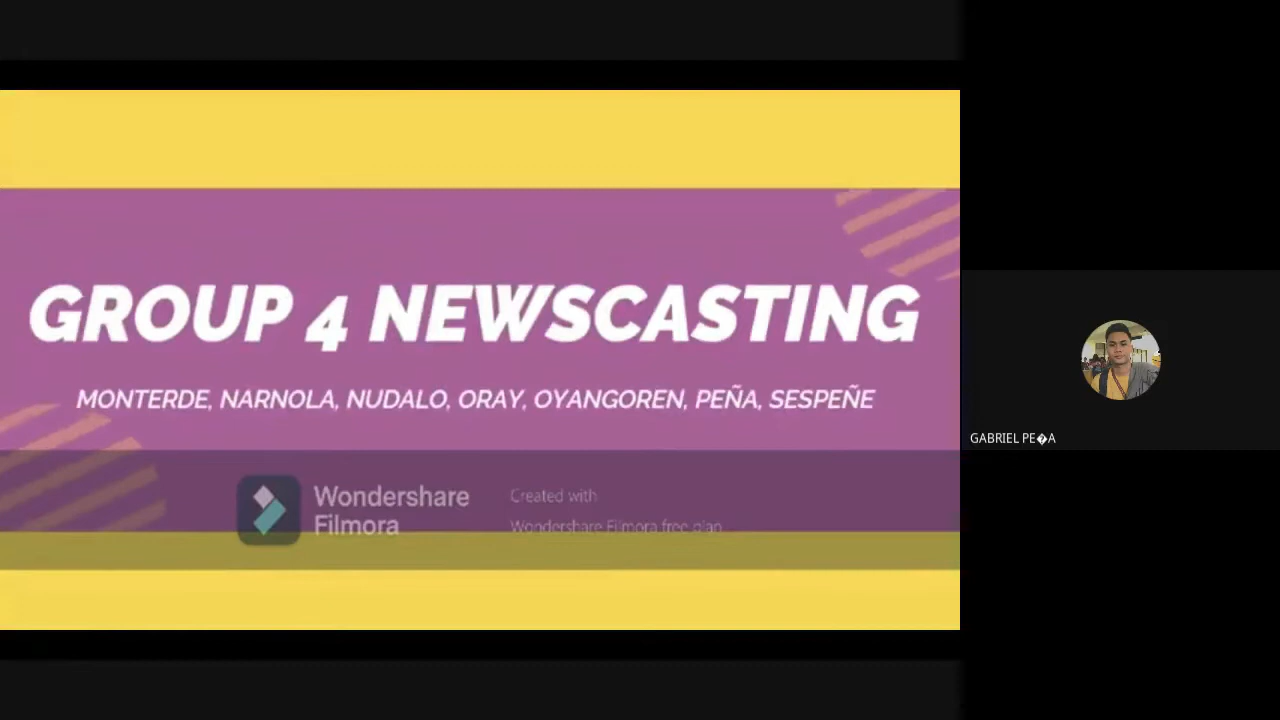 GROUP 4 NEWSCASTING
MONTERDE, NARNOLA, NUDALO, ORAY, OYANGOREN, PEÑA, SESPEÑE
Wondershare
Filmora
Created with
Wondershare Filmora free plan
GABRIEL PE�A